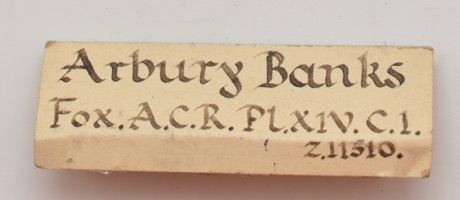 Arbury Banks
Fox. A.C.R. Pl. XIV. C. 1.
Z.11510.